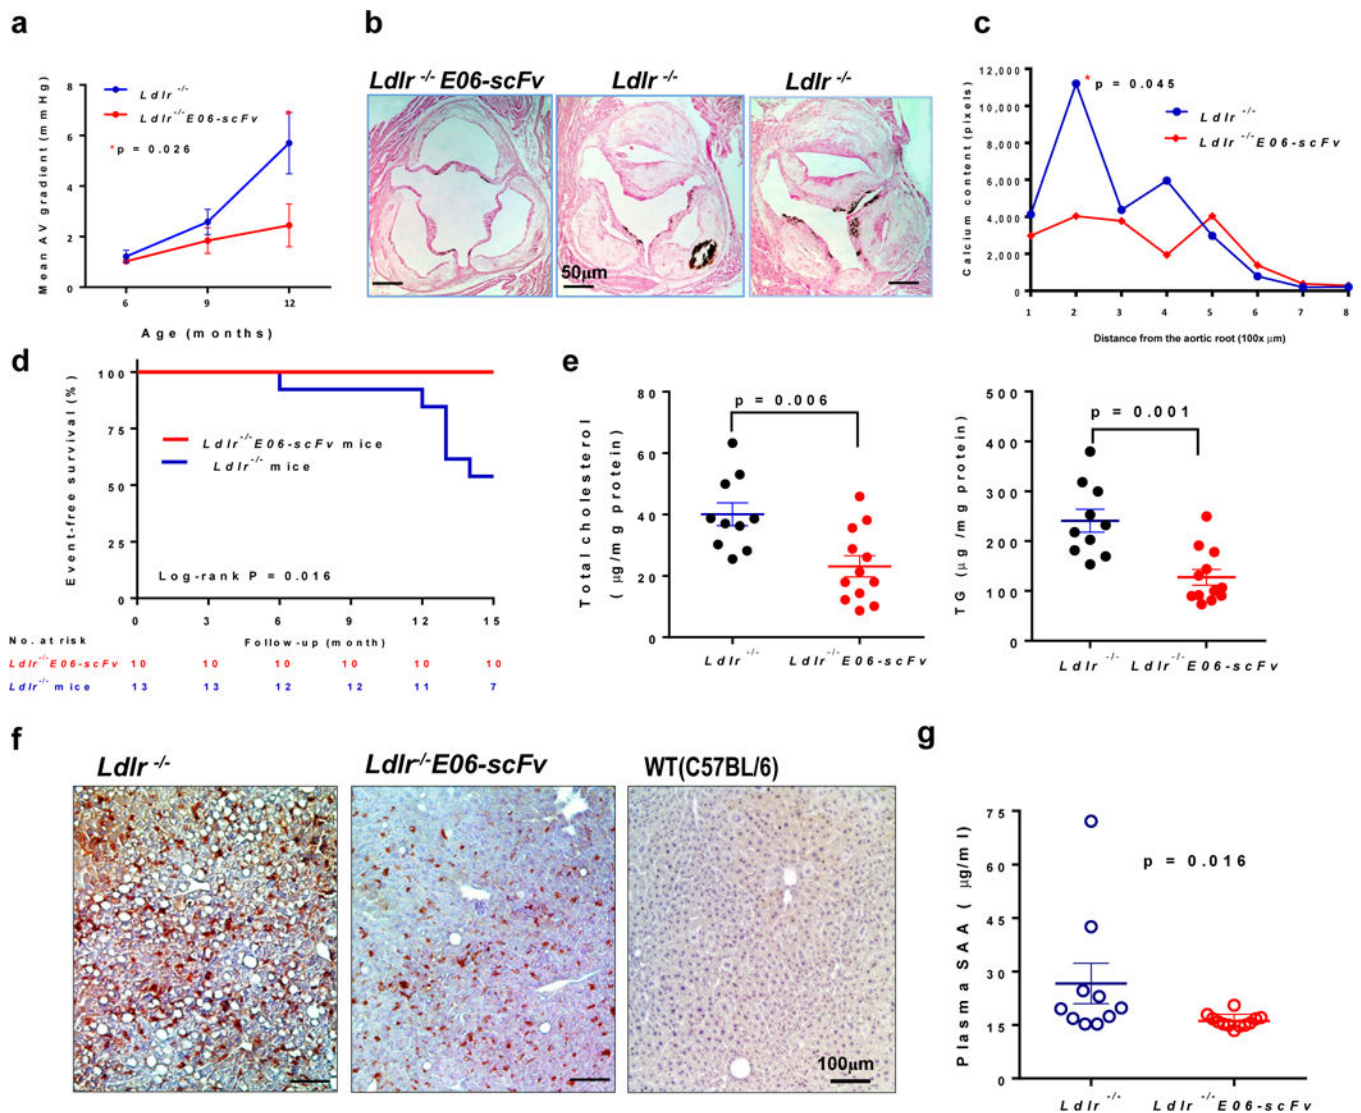 a
Mean AV gradient (mmHg)
8
6
4
2
0
6
9
12
Age (months)
Ldlr -/-
Ldlr-/-E06-scFv
*p = 0.026
*
b
Ldlr -/- E06-scFv
Ldlr -/-
Ldlr -/-
50µm
c
Calcium content (pixels)
12,000
10,000
8,000
6,000
4,000
2,000
0
1
2
3
4
5
6
7
8
Distance from the aortic root (100x µm)
* p = 0.045
Ldlr -/-
Ldlr-/-E06-scFv
d
Event-free survival (%)
100
75
50
25
0
Ldlr-/-E06-scFv mice
Ldlr-/- mice
Log-rank P = 0.016
0
3
6
9
12
15
No. at risk
Follow-up (month)
Ldlr-/-E06-scFv 10 10 10 10 10 10
Ldlr-/- mice 13 13 12 12 11 7
e
Total cholesterol
( µg/mg protein)
80
60
40
20
0
p = 0.006
Ldlr -/-
Ldlr-/-E06-scFv
TG (µg /mg protein)
500
400
300
200
100
0
p = 0.001
Ldlr -/-
Ldlr-/-E06-scFv
f
Ldlr -/-
Ldlr/-E06-scFv
WT(C57BL/6)
100µm
g
Plasma SAA ( µg/ml)
75
60
45
30
15
0
p = 0.016
Ldlr -/-
Ldlr-/-E06-scFv